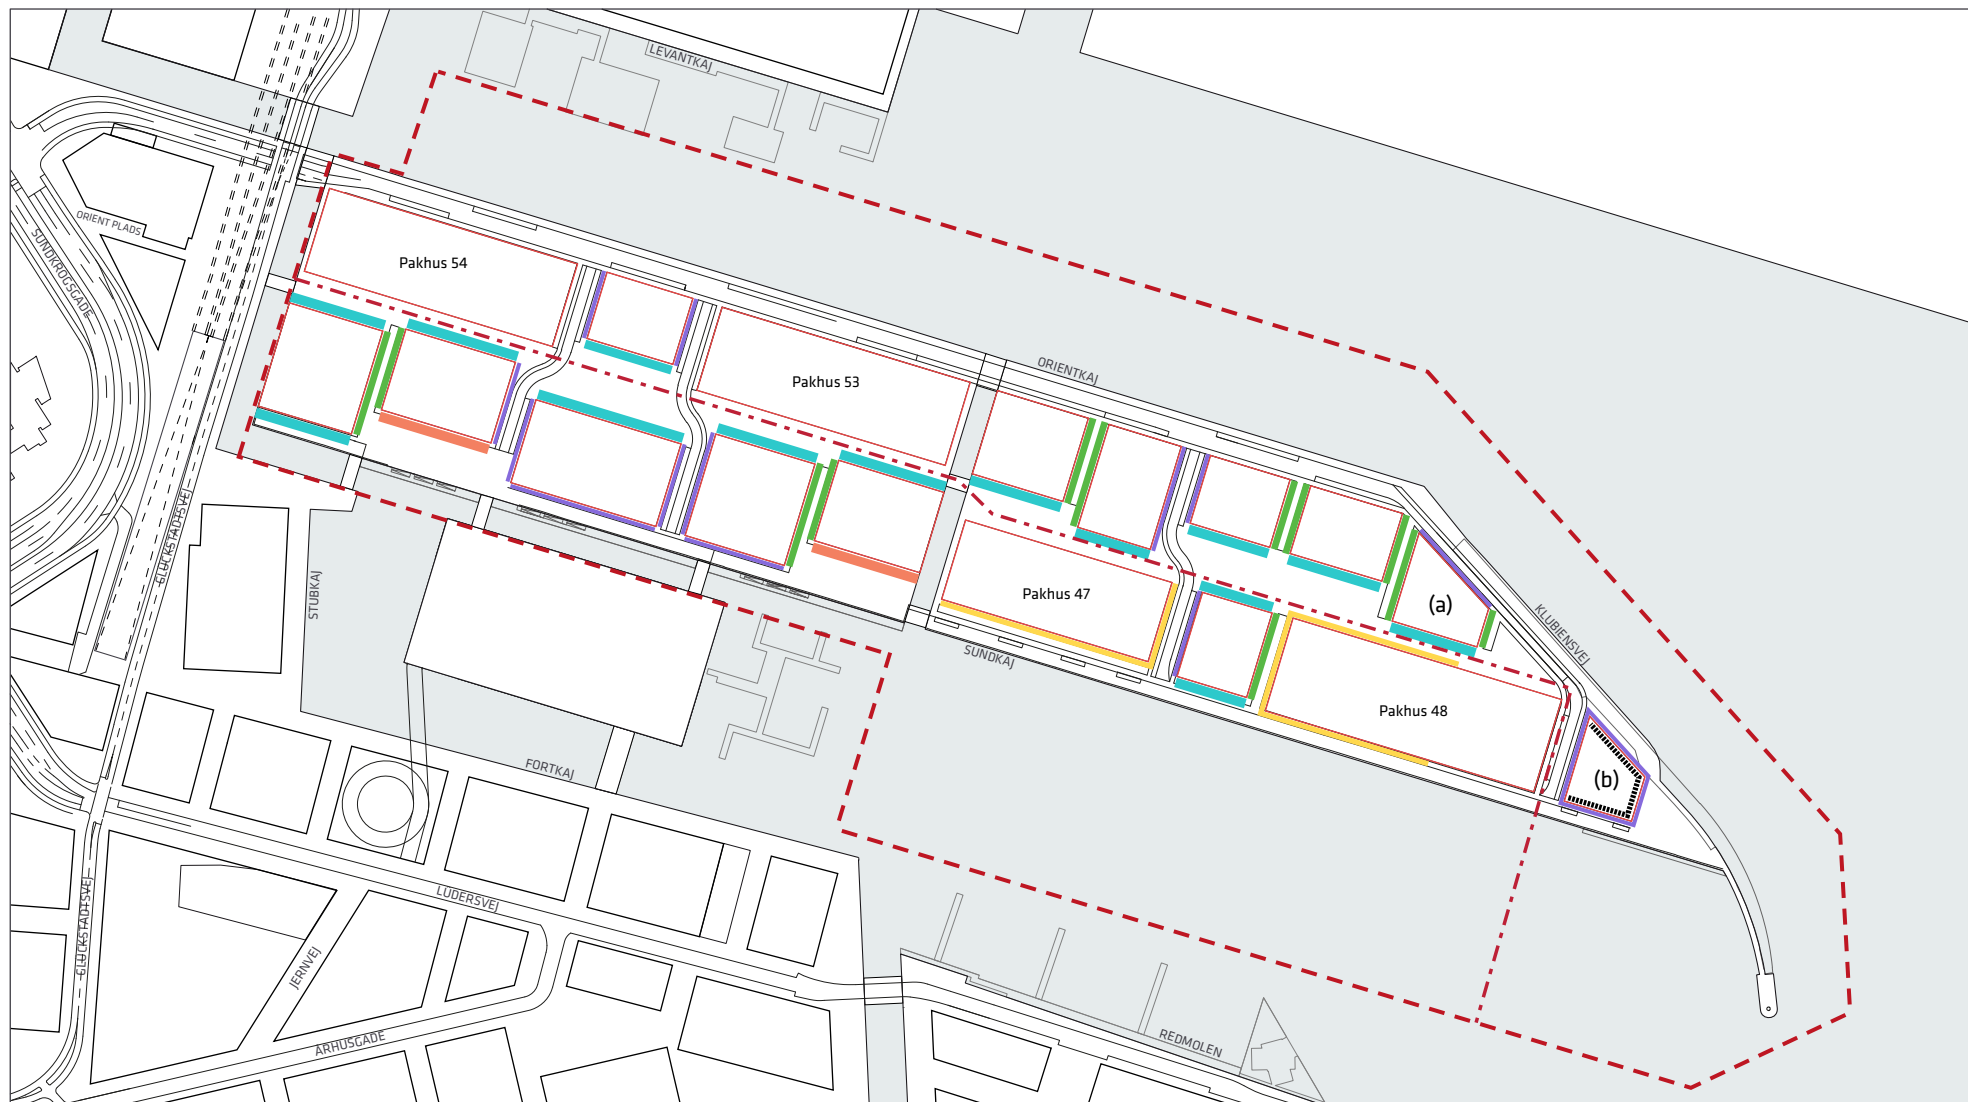 LEVANTKAJ
ORIENT PLADS
SUNDKROGSGADE
Pakhus 54
Pakhus 53
ORIENTKAJ
GLÜCKSTADTSVEJ
STUBKAJ
Pakhus 47
(a)
KLUBIENSVEJ
SUNDKAJ
Pakhus 48
(b)
FORTKAJ
LÜDERSVEJ
GLÜCKSTADTSVEJ
JERNVEJ
ÅRHUSGADE
REDMOLEN